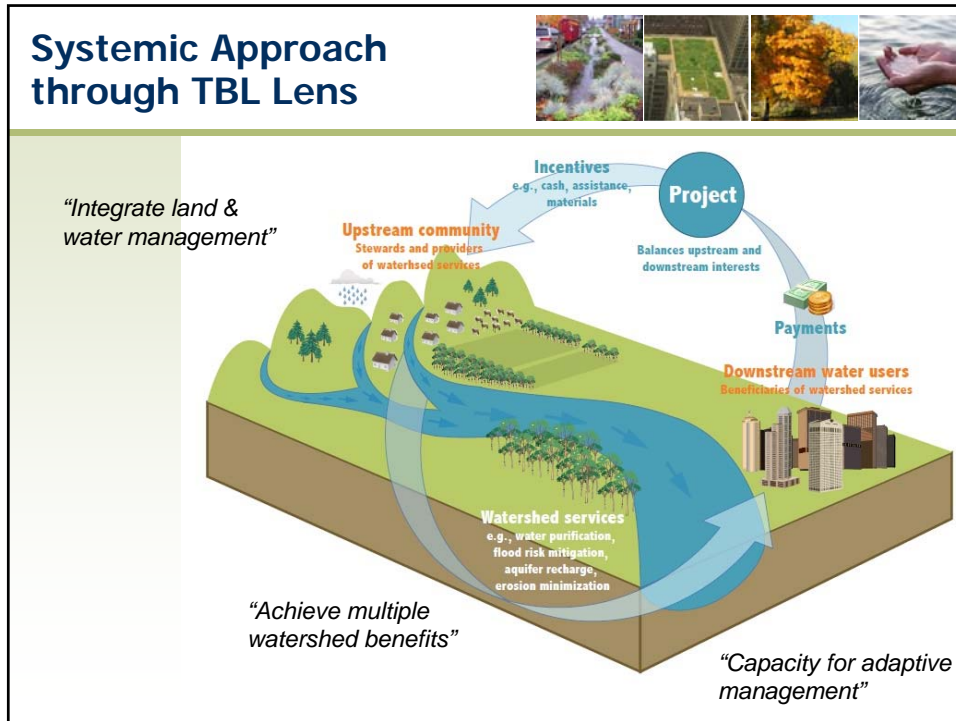 Systemic Approach
through TBL Lens
“Integrate land &
water management”
Incentives
e.g., cash, assistance,
materials
Project
Balances upstream and
downstream interests
Upstream community
Stewards and providers
of waterhsed services
Payments
Downstream water users
Beneficiaries of watershed services
Watershed services
e.g., water purification,
flood risk mitigation,
aquifer recharge,
erosion minimization
“Achieve multiple
watershed benefits”
“Capacity for adaptive
management”